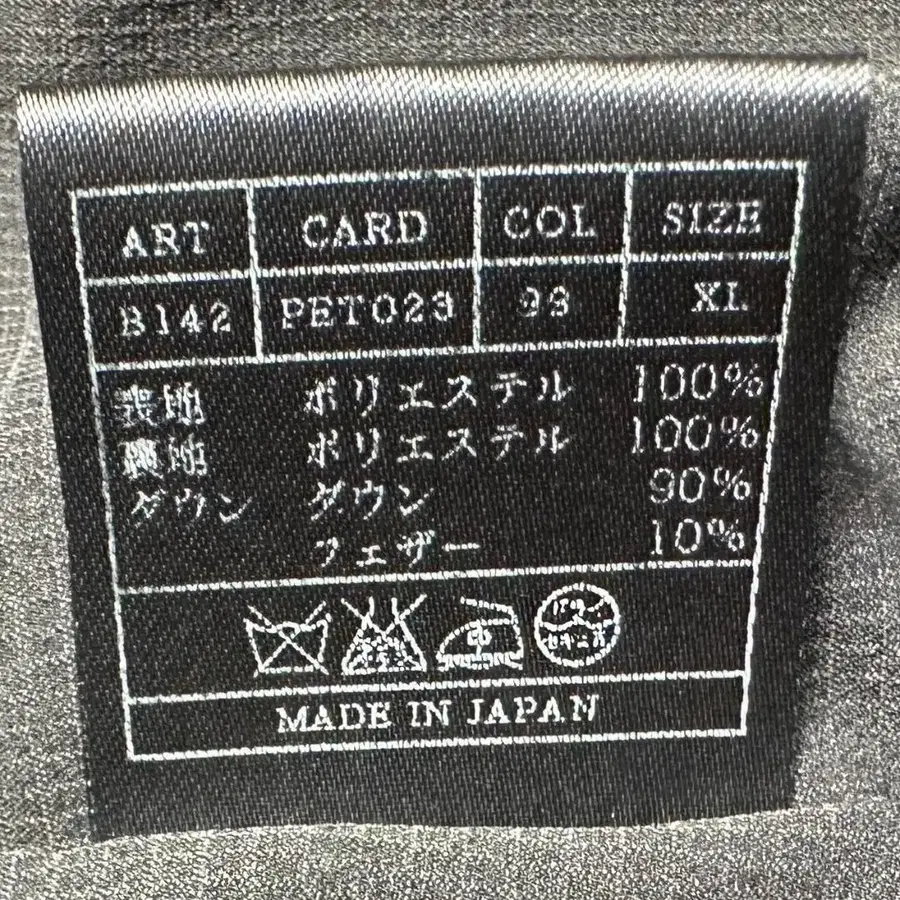 ART CARD COL SIZE
B142 PET023 98 XL
表地 ポリエステル 100%
裏地 ポリエステル 100%
ダウン ダウン 90%
フェザー 10%
MADE IN JAPAN